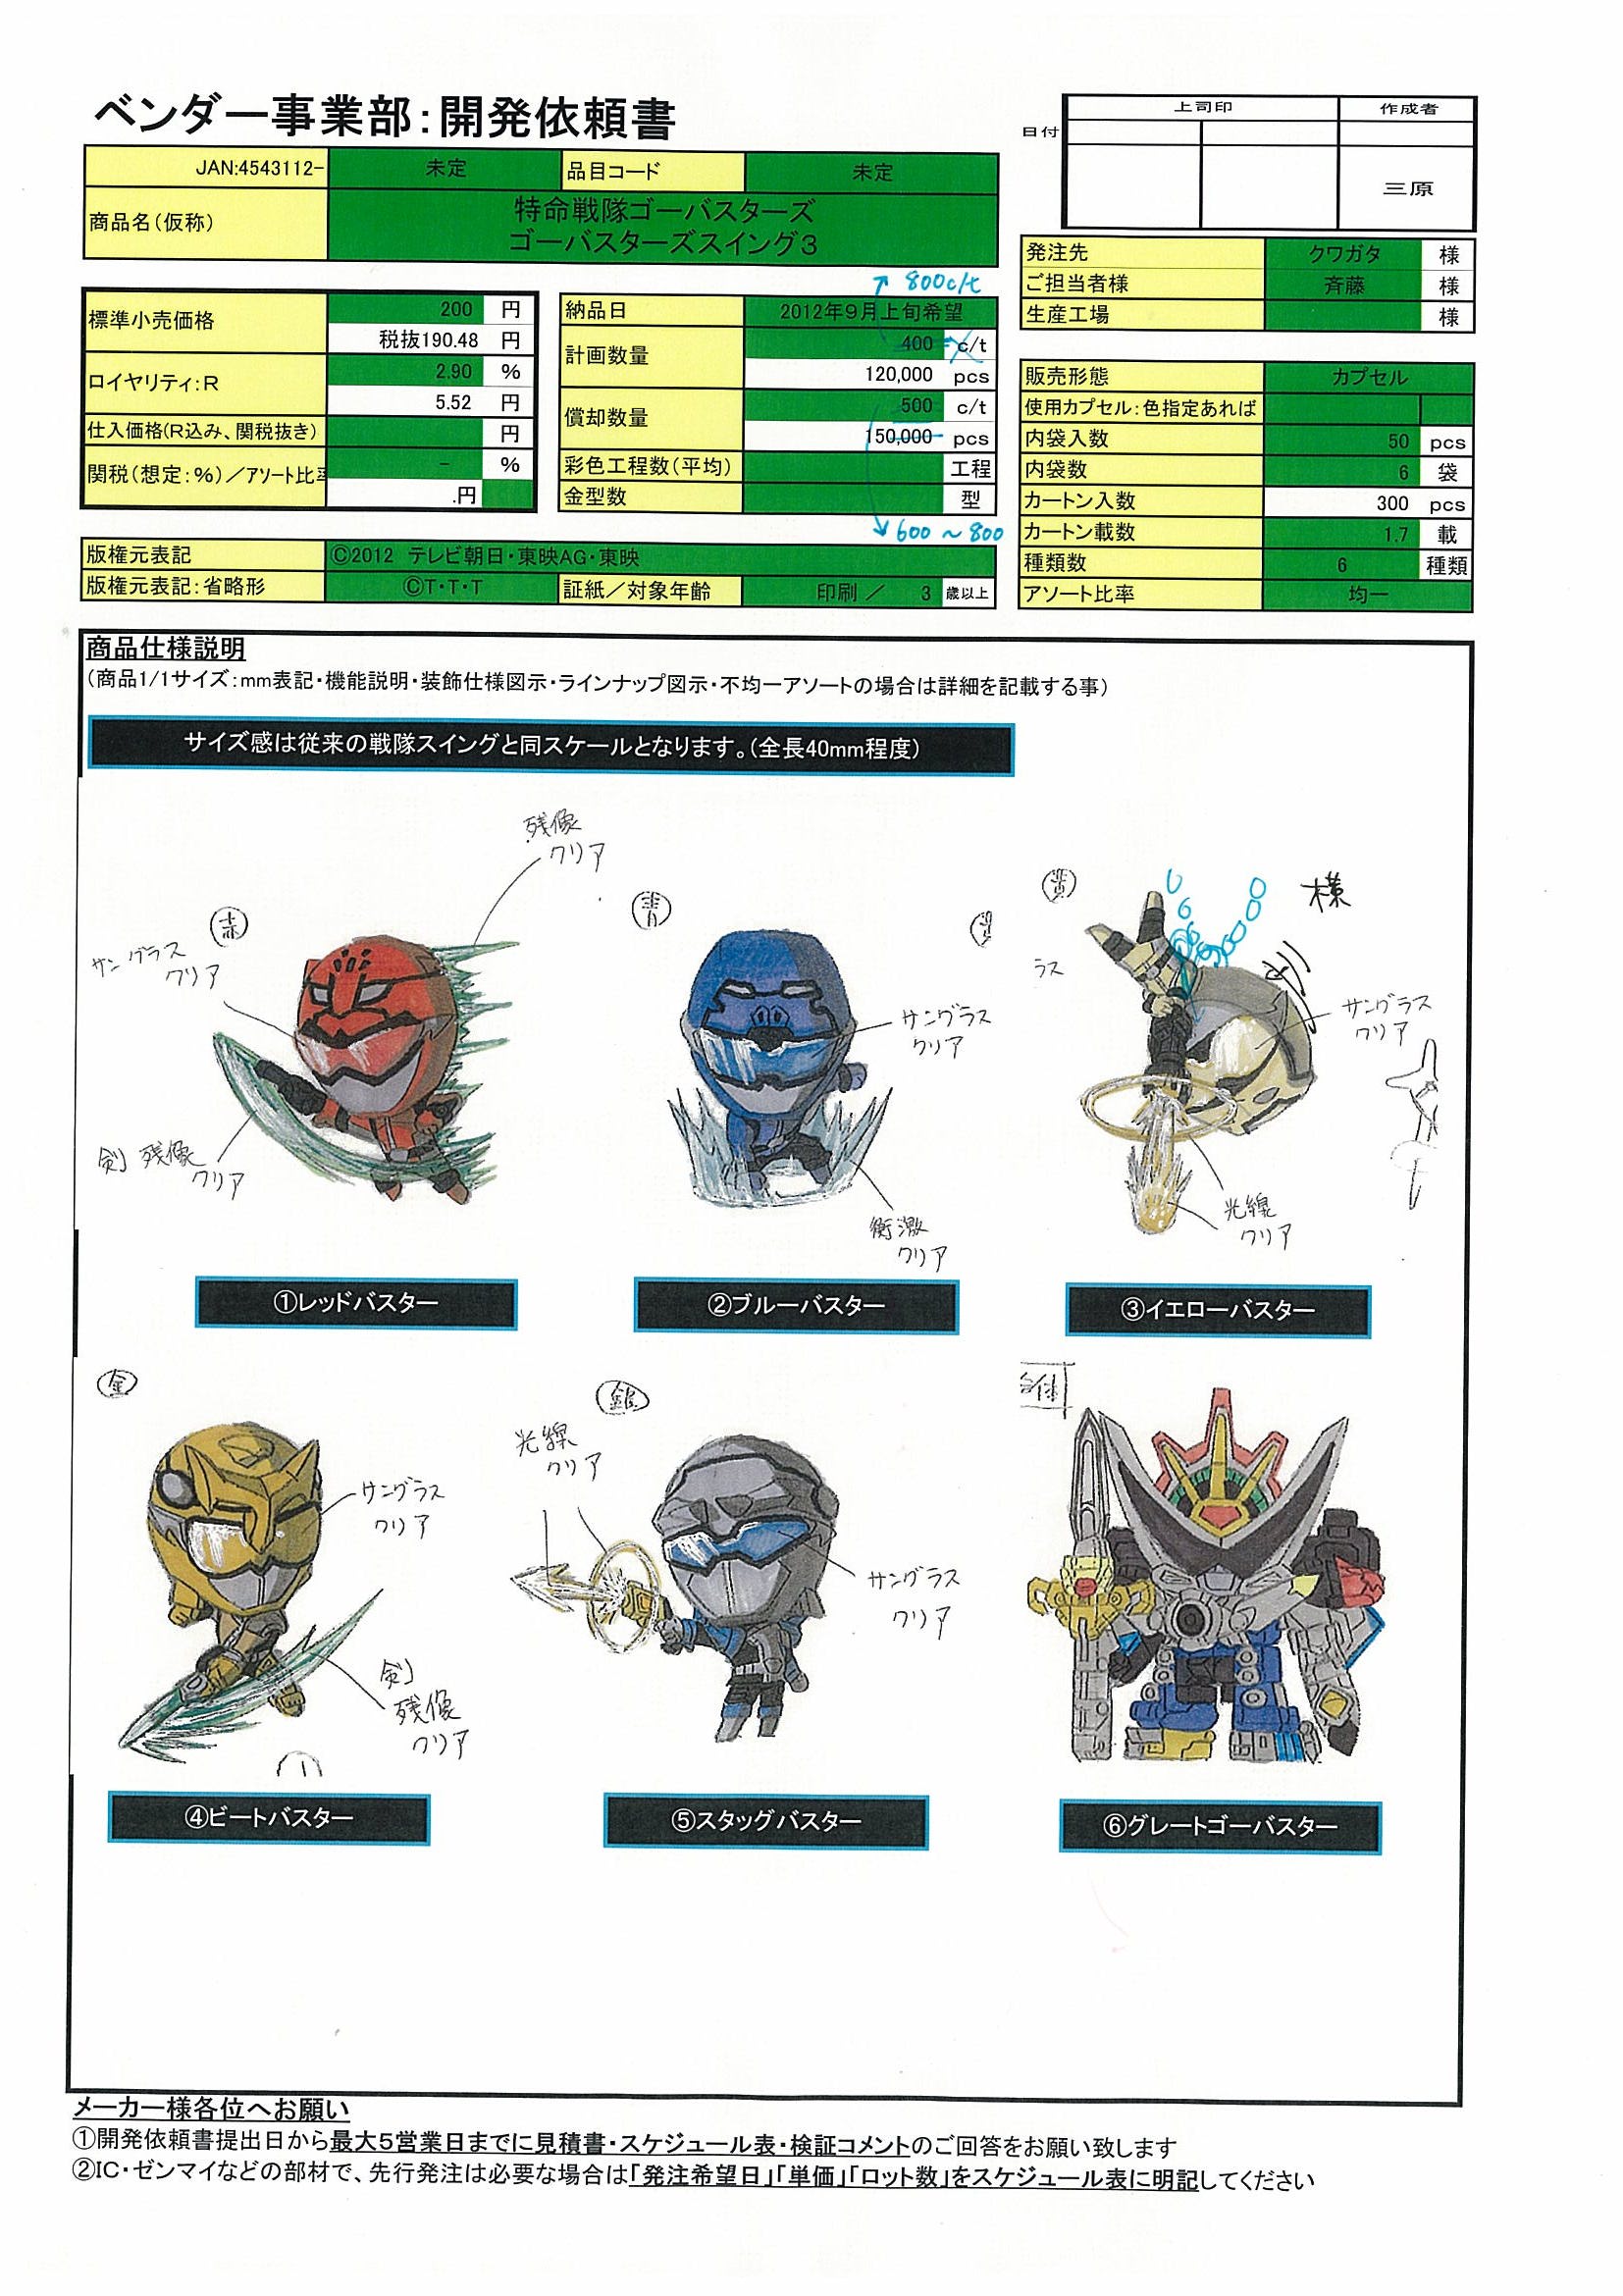 ベンダー事業部：開発依頼書
上司印 作成者
日付
三原
JAN:4543112- 未定 品目コード 未定
商品名（仮称） 特命戦隊ゴーバスターズ
ゴーバスターズスイング３
発注先 クワガタ 様
ご担当者様 斉藤 様
生産工場 様
800c/t
標準小売価格 200 円
税抜190.48 円
ロイヤリティ：R 2.90 %
5.52 円
仕入価格（R込み、関税抜き） 円
関税（想定：%）／アソート比率 - %
.円
納品日 2012年９月上旬希望
計画数量 400 c/t
120,000 pcs
償却数量 500 c/t
150,000 pcs
彩色工程数（平均） 工程
金型数 型
600～800
販売形態 カプセル
使用カプセル：色指定あれば
内袋入数 50 pcs
内袋数 6 袋
カートン入数 300 pcs
カートン載数 1.7 載
種類数 6 種類
アソート比率 均一
版権元表記 Ⓒ2012 テレビ朝日・東映AG・東映
版権元表記：省略形 ⒸT・T・T 証紙／対象年齢 印刷 ／ 3 歳以上
商品仕様説明
（商品1/1サイズ：mm表記・機能説明・装飾仕様図示・ラインナップ図示・不均一アソートの場合は詳細を記載する事）
サイズ感は従来の戦隊スイングと同スケールとなります。（全長40mm程度）
残像
クリア
赤
サングラス
クリア
剣 残像
クリア
青
サングラス
クリア
衝激
クリア
黄
様
ラス
サングラス
クリア
光線
クリア
①レッドバスター
②ブルーバスター
③イエローバスター
金
サングラス
クリア
剣
残像
クリア
銀
光線
クリア
サングラス
クリア
④ビートバスター
⑤スタッグバスター
⑥グレートゴーバスター
メーカー様各位へお願い
①開発依頼書提出日から最大５営業日までに見積書・スケジュール表・検証コメントのご回答をお願い致します
②IC・ゼンマイなどの部材で、先行発注は必要な場合は「発注希望日」「単価」「ロット数」をスケジュール表に明記してください